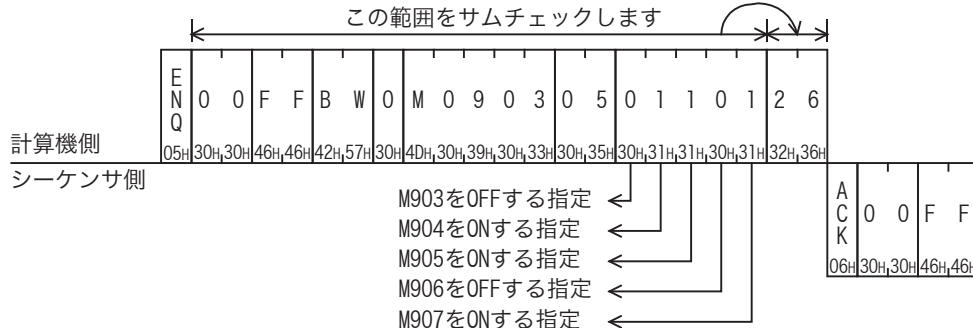 この範囲をサムチェックします
ENQ 0 0 F F B W 0 M 0 9 0 3 0 5 0 1 1 0 1 2 6
計算機側
05H 30H 30H 46H 46H 42H 57H 30H 4DH 30H 39H 30H 33H 30H 35H 30H 31H 31H 30H 31H 32H 36H
シーケンサ側
M903をOFFする指定
M904をONする指定
M905をONする指定
M906をOFFする指定
M907をONする指定
ACK 0 0 F F
06H 30H 30H 46H 46H